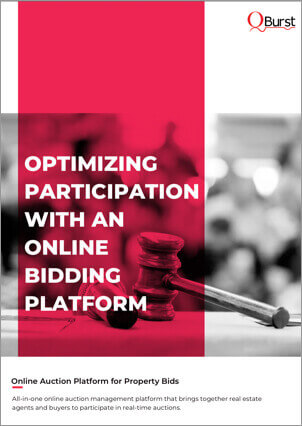 QBurst
OPTIMIZING
PARTICIPATION
WITH AN
ONLINE
BIDDING
PLATFORM
Online Auction Platform for Property Bids
All-in-one online auction management platform that brings together real estate
agents and buyers to participate in real-time auctions.